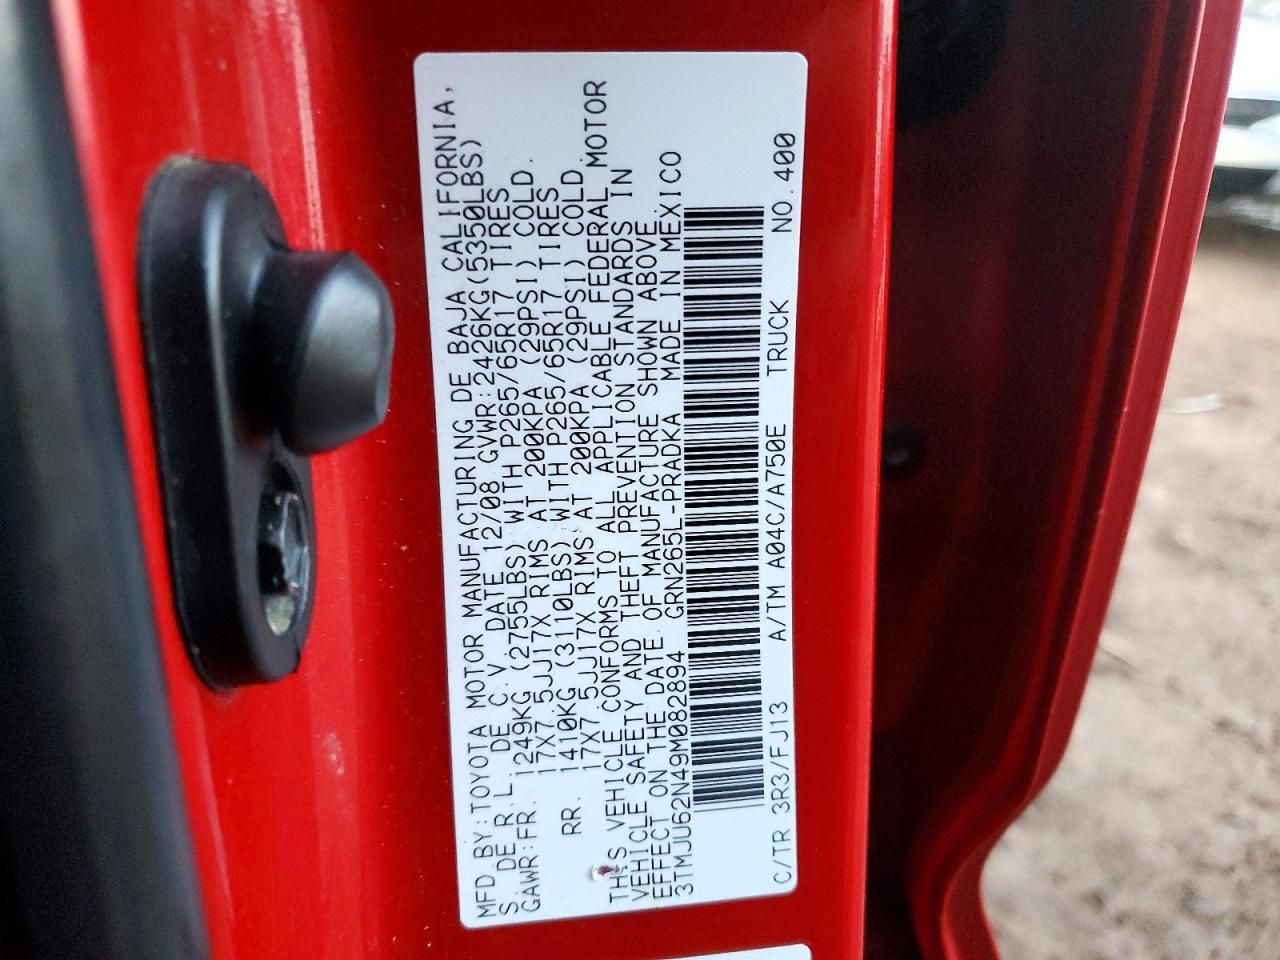 MFD. BY: TOYOTA MOTOR MANUFACTURING DE BAJA CALIFORNIA,
S. DE R. L. DE C. V. DATE 12/08 GVWR: 2426KG (5350LBS)
GAWR: FR. 1249KG (2755LBS) WITH P265/65R17 TIRES
17X7.5JJ17X RIMS AT 200KPA (29PSI) COLD.
RR. 1410KG (3110LBS) WITH P265/65R17 TIRES
17X7.5JJ17X RIMS AT 200KPA (29PSI) COLD.
THIS VEHICLE CONFORMS TO ALL APPLICABLE FEDERAL MOTOR
VEHICLE SAFETY AND THEFT PREVENTION STANDARDS IN
EFFECT ON THE DATE OF MANUFACTURE SHOWN ABOVE.
3TMJU62N49M082894 GRN265L-PRADKA MADE IN MEXICO
C/TR 3R3/FJ13 A/TM A04C/A750E TRUCK NO. 400